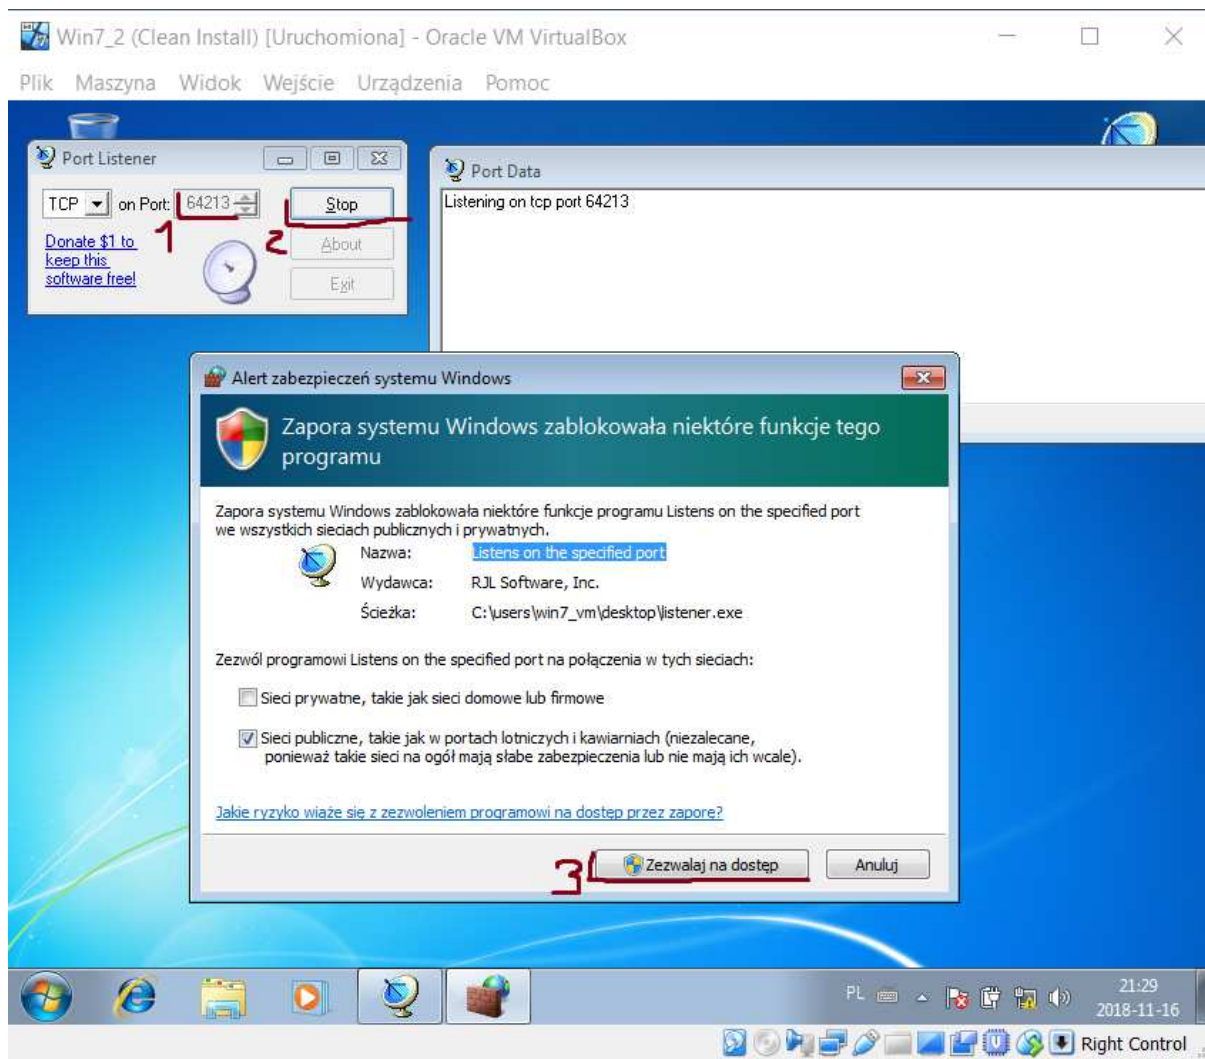 Win7_2 (Clean Install) [Uruchomiona] - Oracle VM VirtualBox
Plik Maszyna Widok Wejście Urządzenia Pomoc
Port Listener
TCP on Port: 64213 Stop
1 2
Donate $1 to
keep this
software free!
About
Exit
Port Data
Listening on tcp port 64213
Alert zabezpieczeń systemu Windows
Zapora systemu Windows zablokowała niektóre funkcje tego
programu
Zapora systemu Windows zablokowała niektóre funkcje programu Listens on the specified port
we wszystkich sieciach publicznych i prywatnych.
Nazwa: Listens on the specified port
Wydawca: RJL Software, Inc.
Ścieżka: C:\users\win7_vm\desktop\listener.exe
Zezwól programowi Listens on the specified port na połączenia w tych sieciach:
Sieci prywatne, takie jak sieci domowe lub firmowe
Sieci publiczne, takie jak w portach lotniczych i kawiarniach (niezalecane,
ponieważ takie sieci na ogół mają słabe zabezpieczenia lub nie mają ich wcale).
Jakie ryzyko wiąże się z zezwoleniem programowi na dostęp przez zaporę?
3 Zezwalaj na dostęp Anuluj
PL 21:29
2018-11-16
Right Control